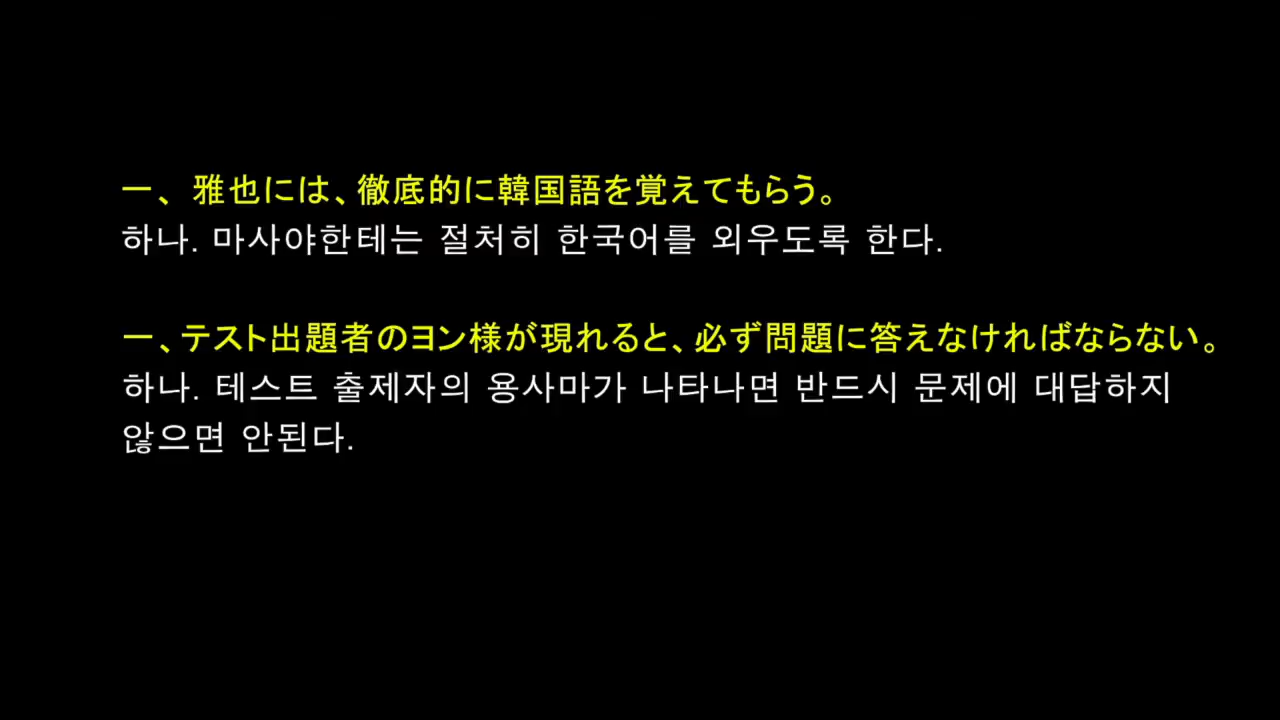 一、 雅也には、徹底的に韓国語を覚えてもらう。
하나. 마사야한테는 절처히 한국어를 외우도록 한다.
一、テスト出題者のヨン様が現れると、必ず問題に答えなければならない。
하나. 테스트 출제자의 용사마가 나타나면 반드시 문제에 대답하지
않으면 안된다.